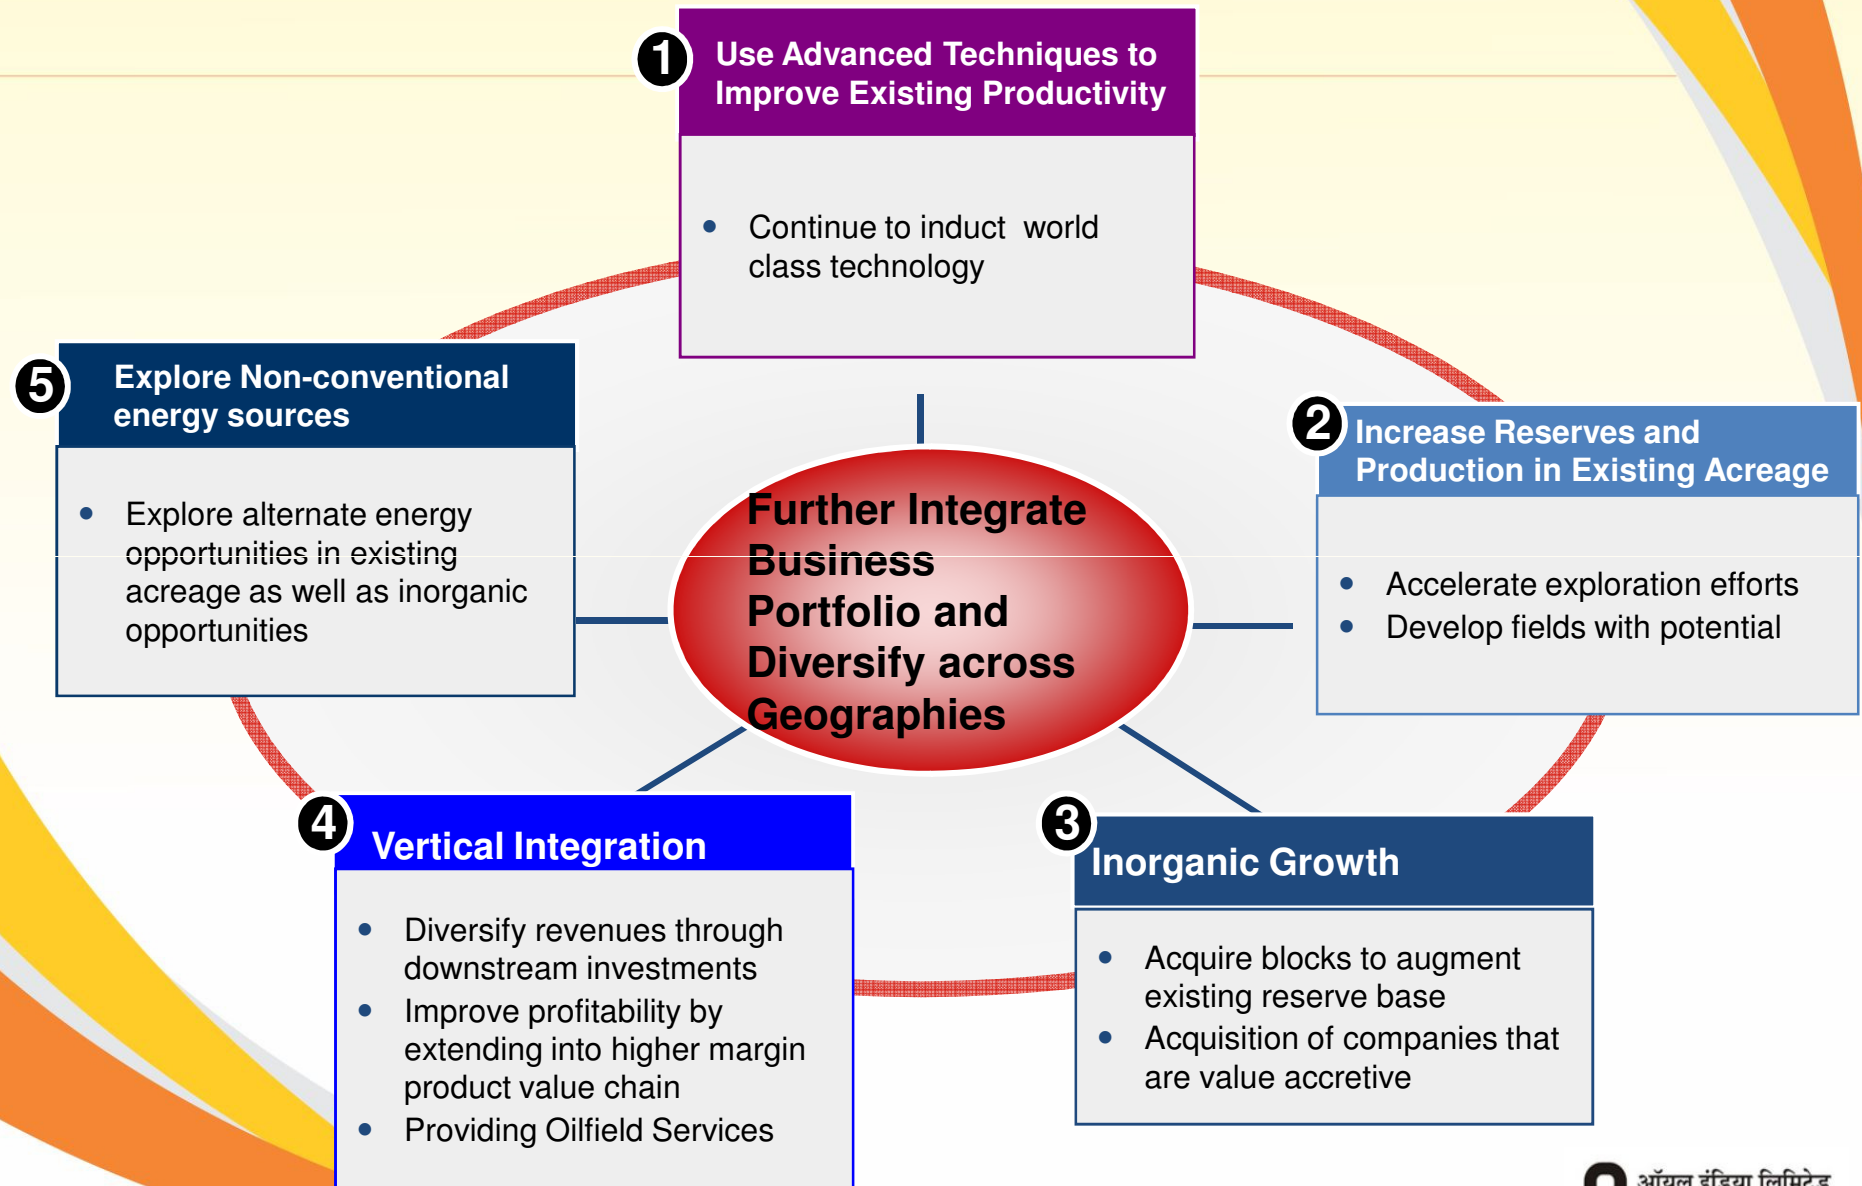 1
Use Advanced Techniques to
Improve Existing Productivity
• Continue to induct world
class technology
5
Explore Non-conventional
energy sources
• Explore alternate energy
opportunities in existing
acreage as well as inorganic
opportunities
2
Increase Reserves and
Production in Existing Acreage
• Accelerate exploration efforts
• Develop fields with potential
Further Integrate
Business
Portfolio and
Diversify across
Geographies
4
Vertical Integration
• Diversify revenues through
downstream investments
• Improve profitability by
extending into higher margin
product value chain
• Providing Oilfield Services
3
Inorganic Growth
• Acquire blocks to augment
existing reserve base
• Acquisition of companies that
are value accretive
ऑयल इंडिया लिमिटेड